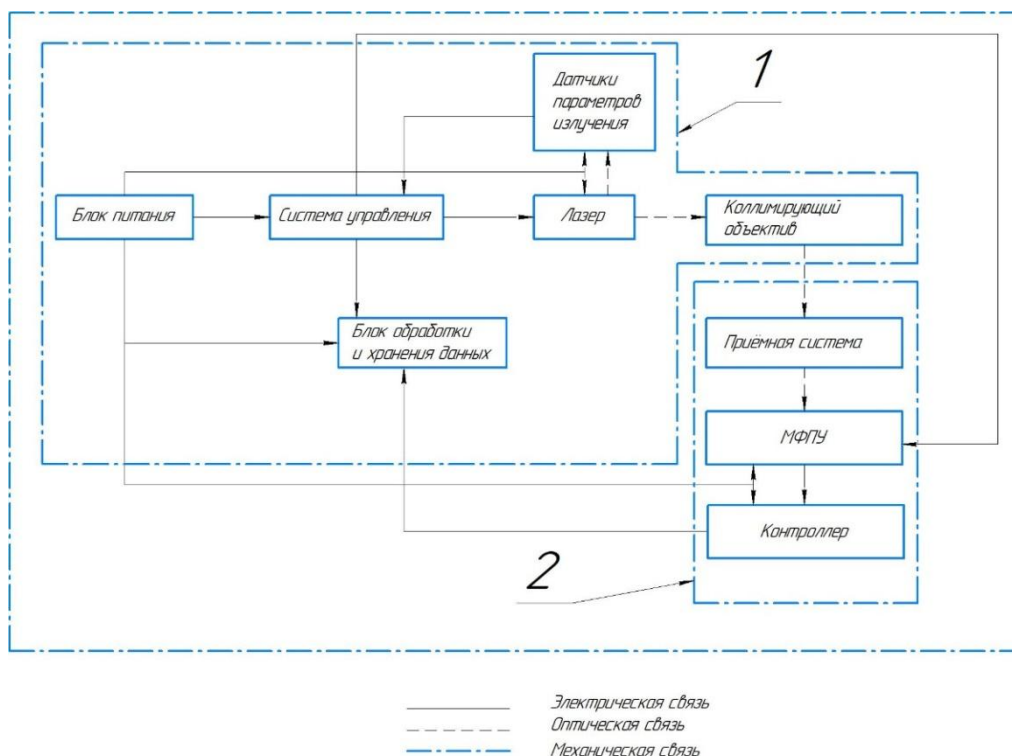 Датчики
параметров
излучения
1
Блок питания
Система управления
Лазер
Коллимирующий
объектив
Блок обработки
и хранения данных
Приёмная система
МФПУ
Контроллер
2
Электрическая связь
Оптическая связь
Механическая связь